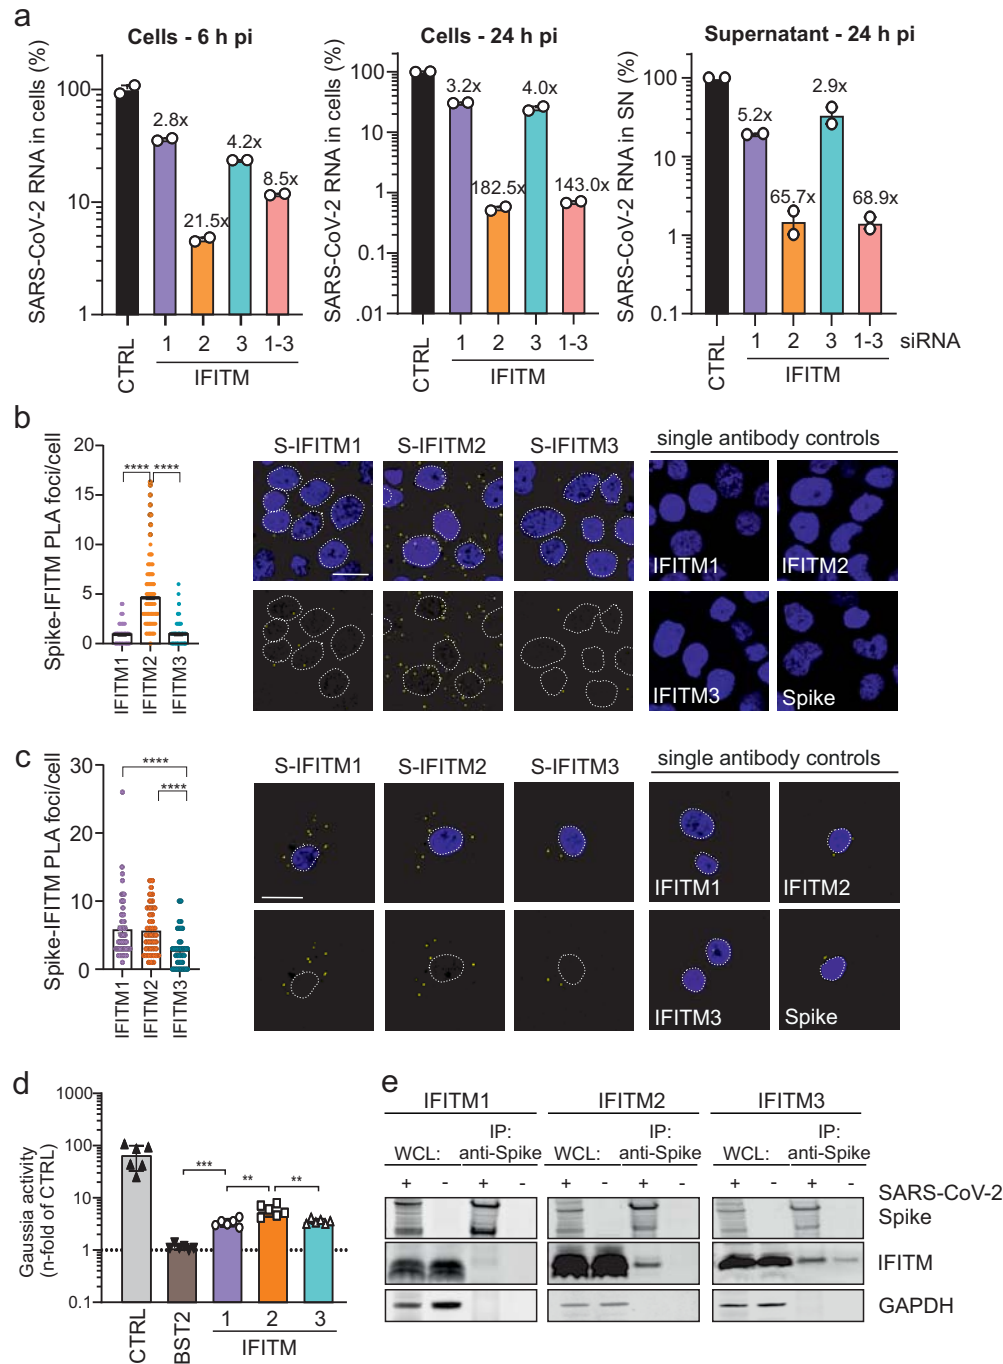 a
Cells - 6 h pi
SARS-CoV-2 RNA in cells (%)
100
10
1
2.8x
21.5x
4.2x
8.5x
CTRL
1 2 3 1-3
IFITM
Cells - 24 h pi
SARS-CoV-2 RNA in cells (%)
100
10
1
0.1
.01
3.2x
182.5x
4.0x
143.0x
CTRL
1 2 3 1-3
IFITM
Supernatant - 24 h pi
SARS-CoV-2 RNA in SN (%)
100
10
1
0.1
5.2x
65.7x
2.9x
68.9x
CTRL
1 2 3 1-3 siRNA
IFITM
b
Spike-IFITM PLA foci/cell
20
15
10
5
0
**** ****
IFITM1
IFITM2
IFITM3
S-IFITM1 S-IFITM2 S-IFITM3
single antibody controls
IFITM1 IFITM2
IFITM3 Spike
c
Spike-IFITM PLA foci/cell
30
20
10
0
****
****
IFITM1
IFITM2
IFITM3
S-IFITM1 S-IFITM2 S-IFITM3
single antibody controls
IFITM1 IFITM2
IFITM3 Spike
d
Gaussia activity
(n-fold of CTRL)
1000
100
10
1
0.1
*** ** **
CTRL
BST2
1 2 3
IFITM
e
IFITM1 IFITM2 IFITM3
IP: IP: IP:
WCL: anti-Spike WCL: anti-Spike WCL: anti-Spike
+ - + - + - + - + - + - SARS-CoV-2
Spike
IFITM
GAPDH